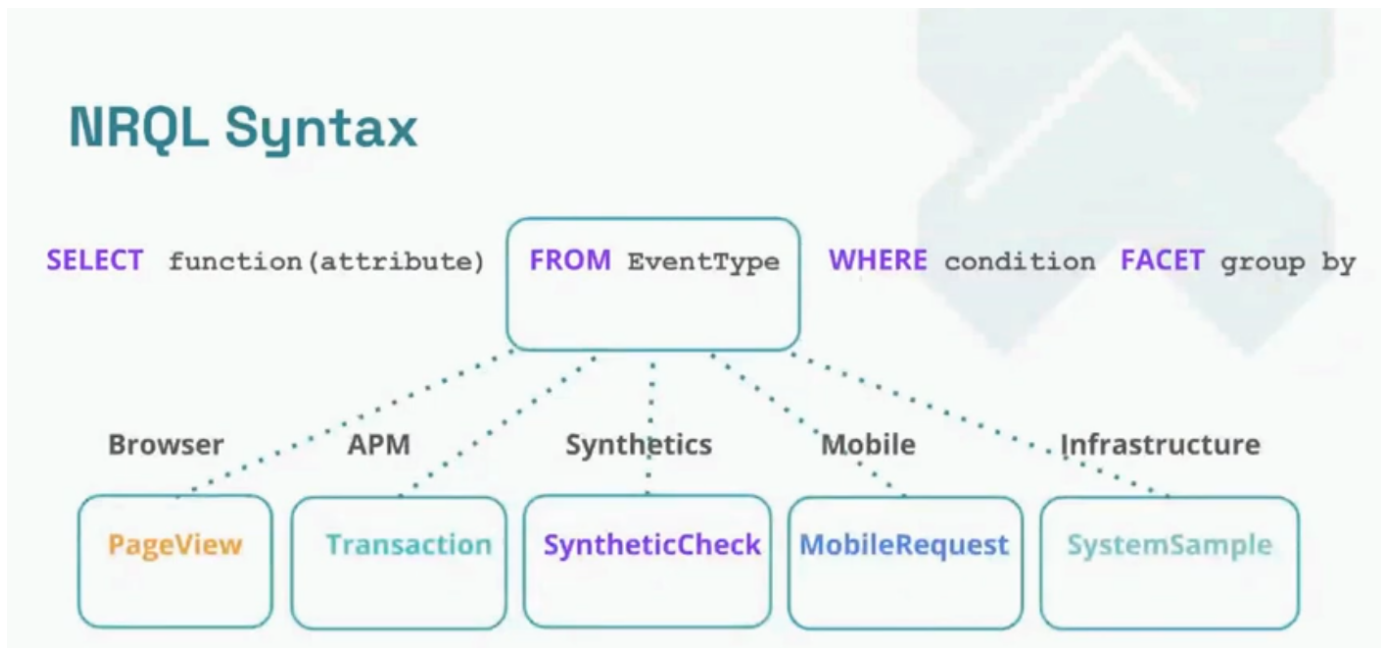 NRQL Syntax
SELECT function(attribute) FROM EventType WHERE condition FACET group by
Browser APM Synthetics Mobile Infrastructure
PageView Transaction SyntheticCheck MobileRequest SystemSample